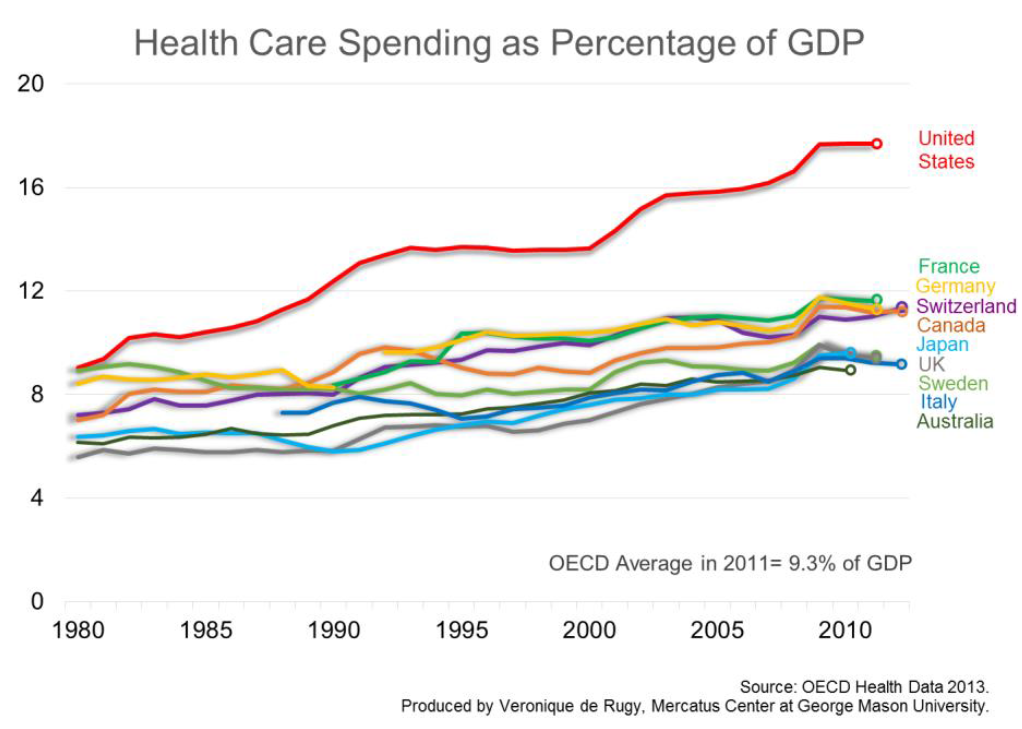 Health Care Spending as Percentage of GDP
20
16
12
8
4
0
1980 1985 1990 1995 2000 2005 2010
United
States
France
Germany
Switzerland
Canada
Japan
UK
Sweden
Italy
Australia
OECD Average in 2011= 9.3% of GDP
Source: OECD Health Data 2013.
Produced by Veronique de Rugy, Mercatus Center at George Mason University.